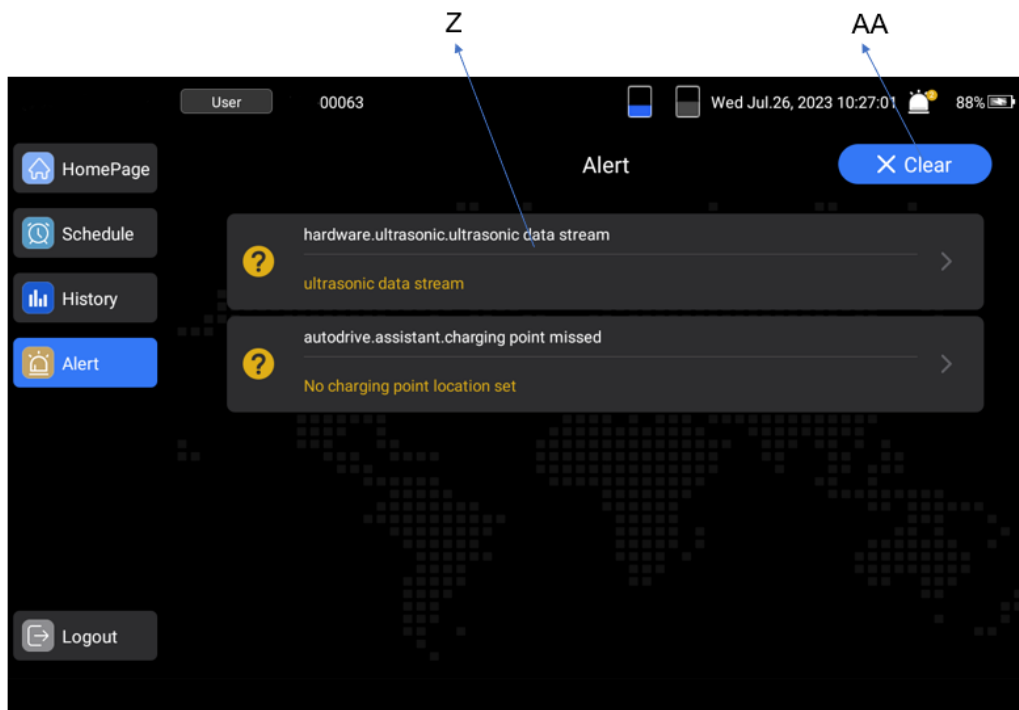 Z
AA
User
00063
Wed Jul.26, 2023 10:27:01
2
88%
HomePage
Alert
X Clear
Schedule
hardware.ultrasonic.ultrasonic data stream
ultrasonic data stream
History
autodrive.assistant.charging point missed
Alert
No charging point location set
Logout